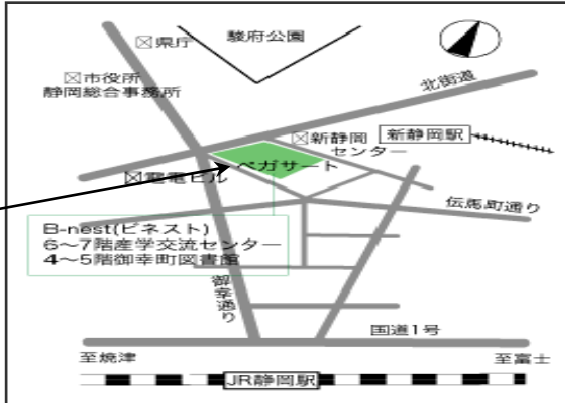 駿府公園
県庁
市役所
静岡総合事務所
北街道
新静岡
センター
新静岡駅
ペガサート
電電ビル
伝馬町通り
B-nest(ビネスト)
6〜7階産学交流センター
4〜5階御幸町図書館
御幸通り
国道1号
至焼津
至富士
JR静岡駅